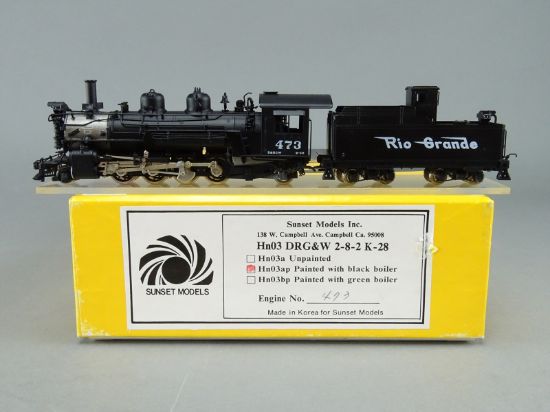 473
Rio Grande
Sunset Models Inc.
138 W. Campbell Ave. Campbell Ca. 95008
Hn03 DRG&W 2-8-2 K-28
Hn03a Unpainted
Hn03ap Painted with black boiler
Hn03bp Painted with green boiler
Engine No. 473
Made in Korea for Sunset Models
SUNSET MODELS